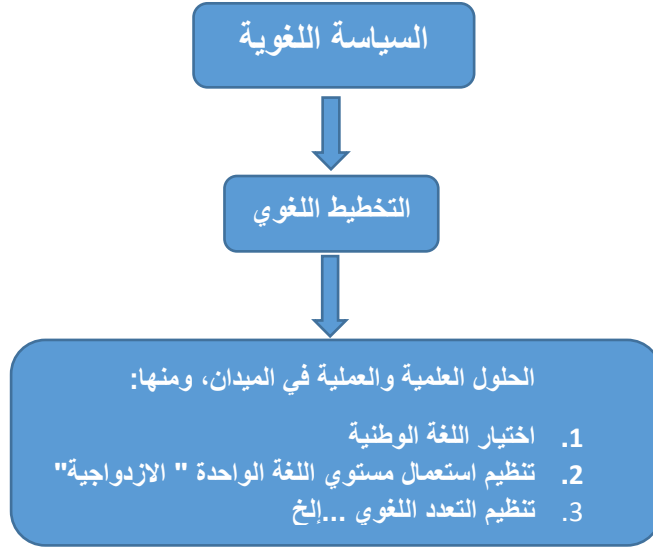 السياسة اللغوية
التخطيط اللغوي
الحلول العلمية والعملية في الميدان، ومنها:
1. اختيار اللغة الوطنية
2. تنظيم استعمال مستوي اللغة الواحدة " الازدواجية"
3. تنظيم التعدد اللغوي ...إلخ